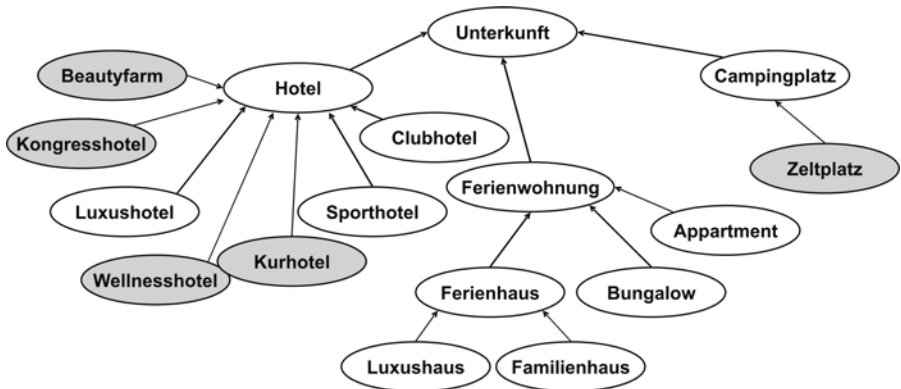 Unterkunft
Beautyfarm
Hotel
Campingplatz
Kongresshotel
Clubhotel
Zeltplatz
Ferienwohnung
Luxushotel
Sporthotel
Appartment
Wellnesshotel
Kurhotel
Ferienhaus
Bungalow
Luxushaus
Familienhaus